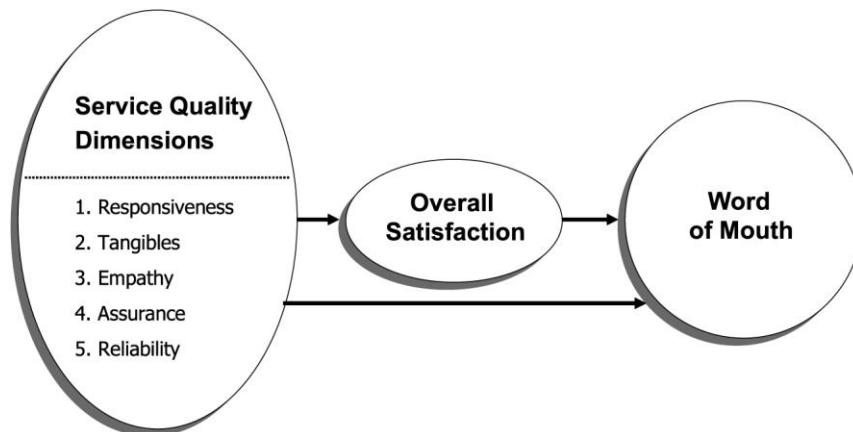 Service Quality
Dimensions
1. Responsiveness
2. Tangibles
3. Empathy
4. Assurance
5. Reliability
Overall
Satisfaction
Word
of Mouth